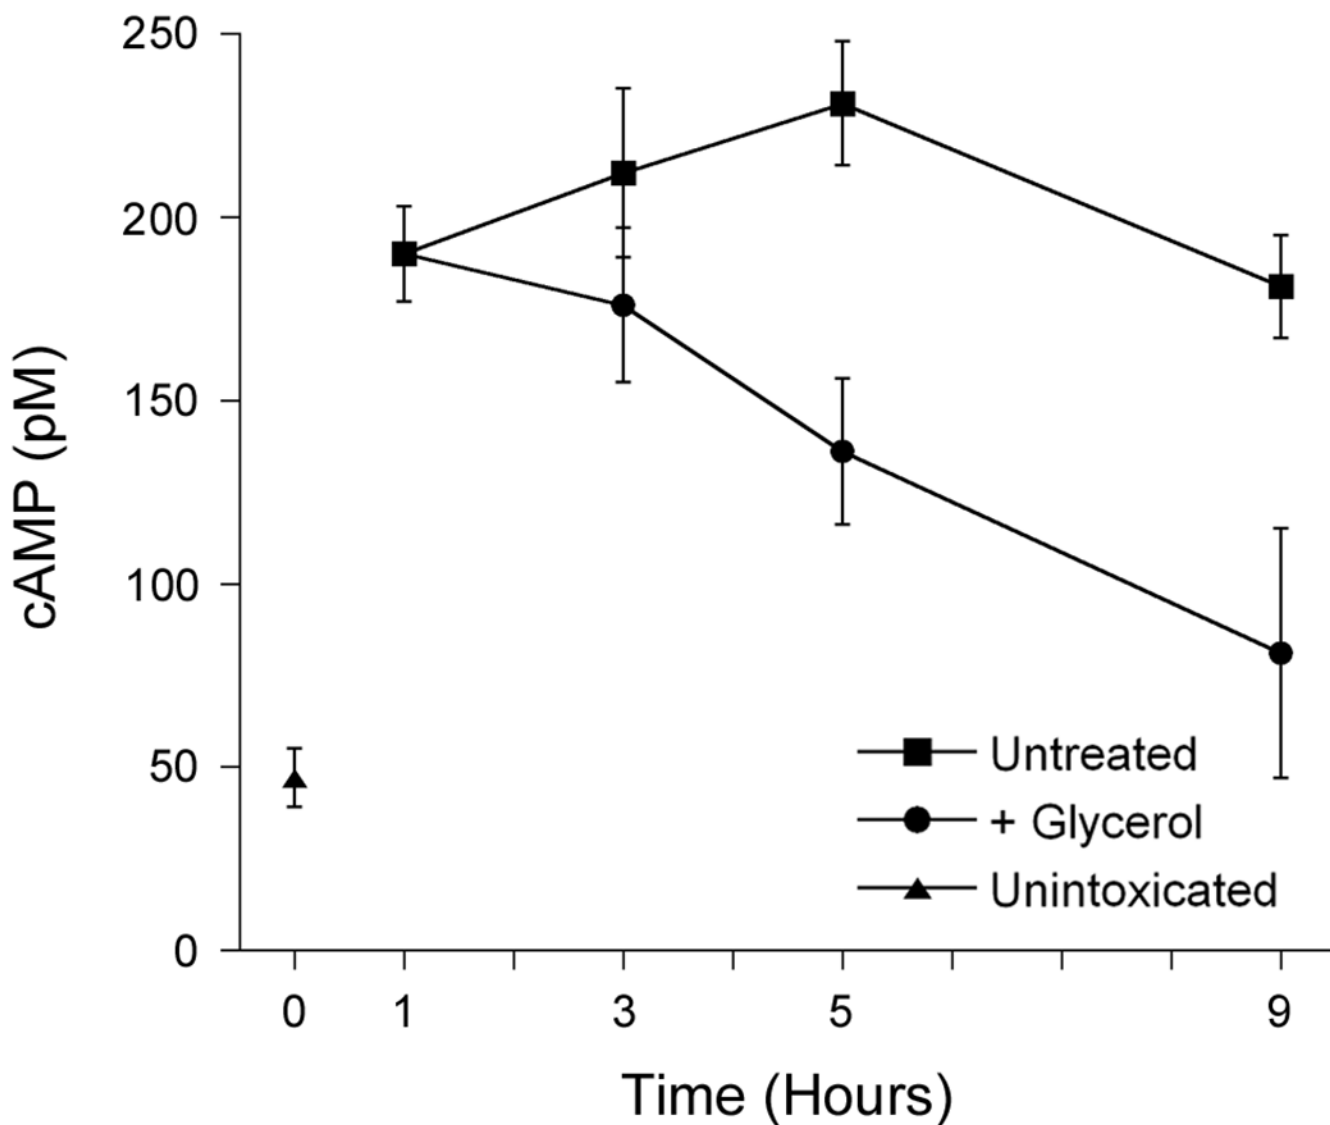 250
200
150
100
50
0
cAMP (pM)
Untreated
+ Glycerol
Unintoxicated
0 1 3 5 9
Time (Hours)